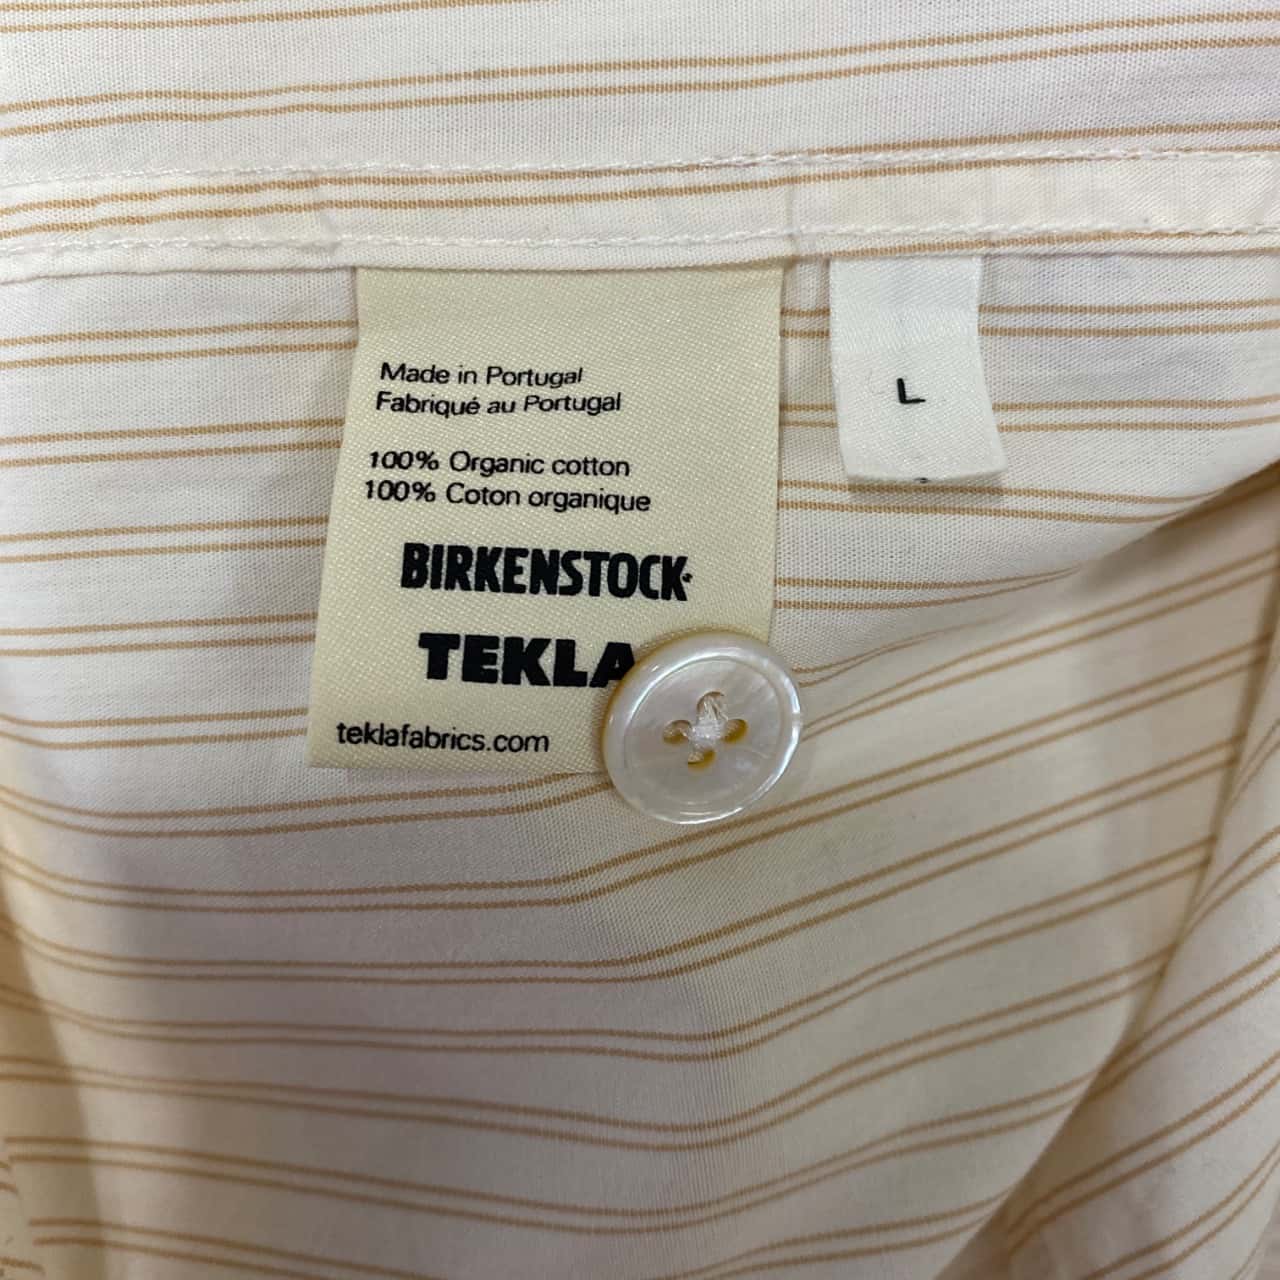 Made in Portugal
Fabriqué au Portugal
100% Organic cotton
100% Coton organique
BIRKENSTOCK
TEKLA
teklafabrics.com
L